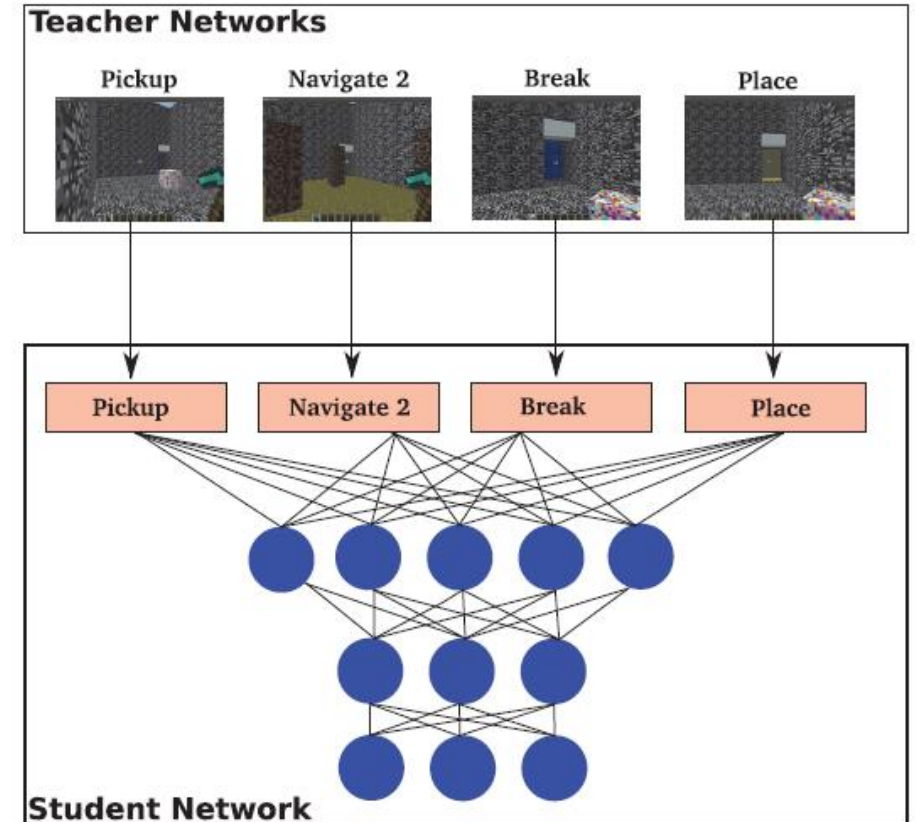 Teacher Networks
Pickup Navigate 2 Break Place
Pickup Navigate 2 Break Place
Student Network